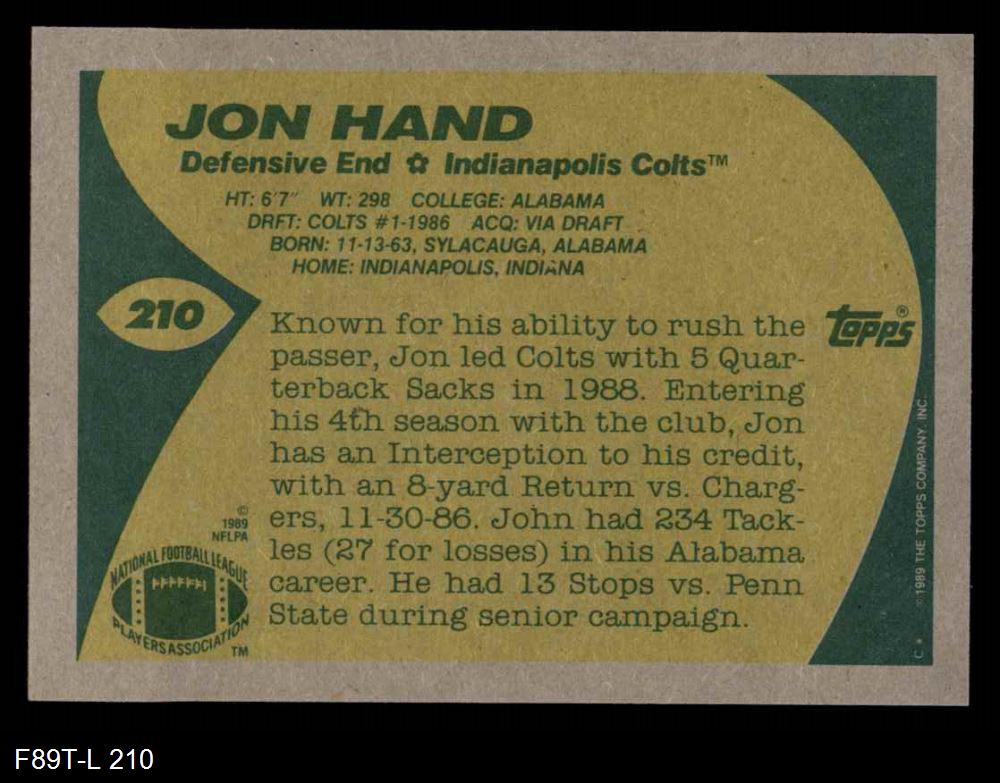 JON HAND
Defensive End ✿ Indianapolis Colts™
HT: 6'7" WT: 298 COLLEGE: ALABAMA
DRFT: COLTS #1-1986 ACQ: VIA DRAFT
BORN: 11-13-63, SYLACAUGA, ALABAMA
HOME: INDIANAPOLIS, INDIANA
210
Known for his ability to rush the
passer, Jon led Colts with 5 Quar-
terback Sacks in 1988. Entering
his 4th season with the club, Jon
has an Interception to his credit,
with an 8-yard Return vs. Charg-
ers, 11-30-86. John had 234 Tack-
les (27 for losses) in his Alabama
career. He had 13 Stops vs. Penn
State during senior campaign.
topps®
© 1989 THE TOPPS COMPANY, INC.
C *
©
1989
NFLPA
NATIONAL FOOTBALL LEAGUE
PLAYERS ASSOCIATION
TM
F89T-L 210